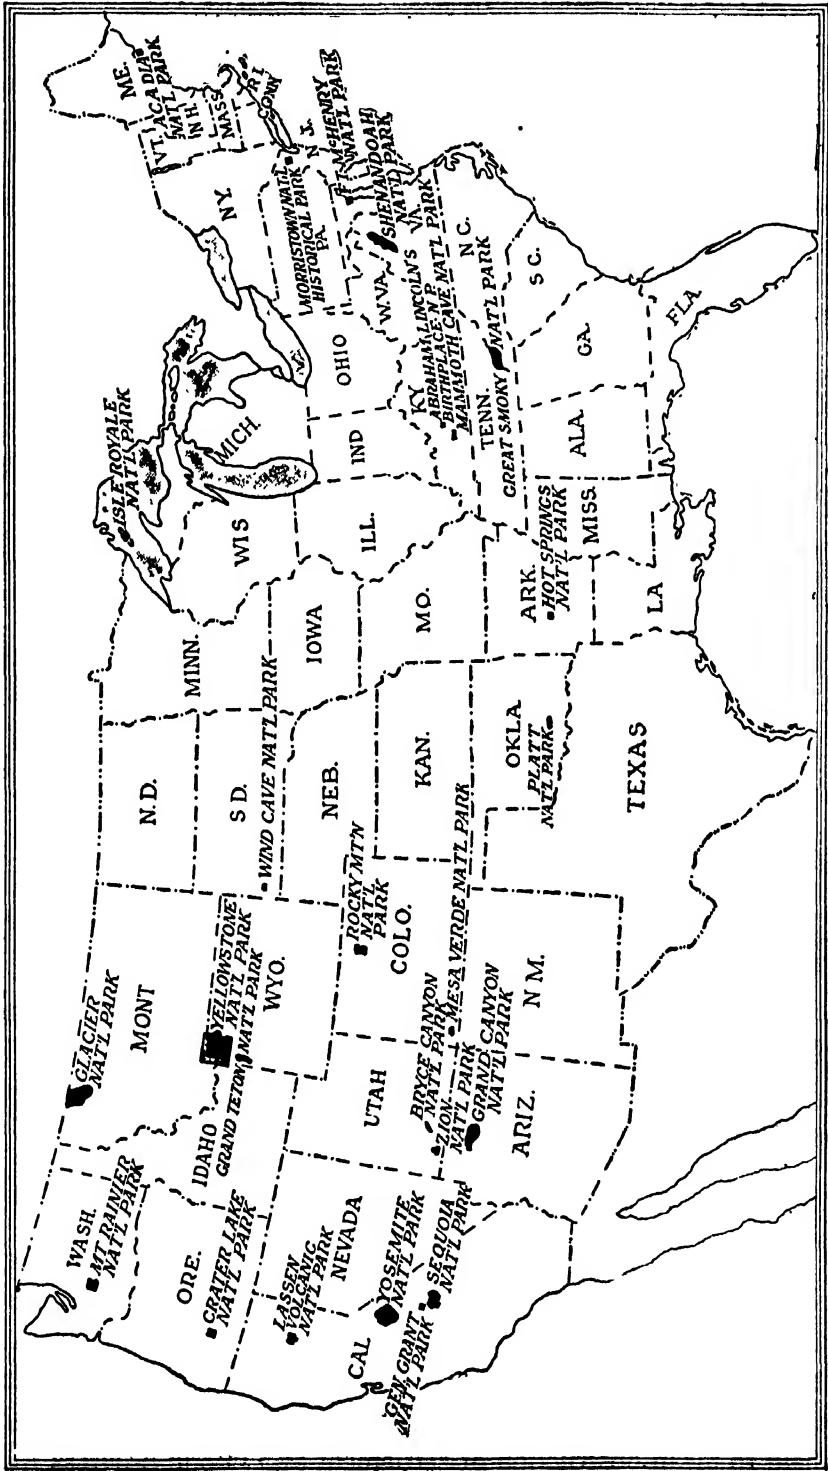 WASH.
MT RAINIER
NAT'L PARK
ORE.
CRATER LAKE
NAT'L PARK
CAL
LASSEN
VOLCANIC
NAT'L PARK
NEVADA
YOSEMITE
NAT'L PARK
GEN. GRANT
NAT'L PARK
SEQUOIA
NAT'L PARK
IDAHO
GLACIER
NAT'L PARK
MONT
YELLOWSTONE
NAT'L PARK
GRAND TETON NAT'L PARK
WYO.
UTAH
BRYCE CANYON
NAT'L PARK
ZION
NAT'L PARK
GRAND CANYON
NAT'L PARK
ARIZ.
ROCKY MT'N
NAT'L
PARK
COLO.
MESA VERDE NAT'L PARK
N M.
N.D.
S D.
WIND CAVE NAT'L PARK
NEB.
KAN.
OKLA
PLATT
NAT'L PARK
TEXAS
MINN.
IOWA
MO.
ARK.
HOT SPRINGS
NAT'L PARK
LA
ISLE ROYALE
NAT'L PARK
WIS
MICH.
ILL.
IND
OHIO
KY
ABRAHAM LINCOLN'S
BIRTHPLACE N.P.
MAMMOTH CAVE NAT'L PARK
TENN.
GREAT SMOKY NAT'L PARK
MISS.
ALA.
GA.
FLA.
S C.
N C.
VA.
W.VA.
SHENANDOAH
NAT'L PARK
FT. McHENRY
NAT'L PARK
MORRISTOWN NAT'L
HISTORICAL PARK
PA.
N J.
N.Y.
CONN
R I
MASS
N H.
VT.
ME.
ACADIA
NAT'L PARK